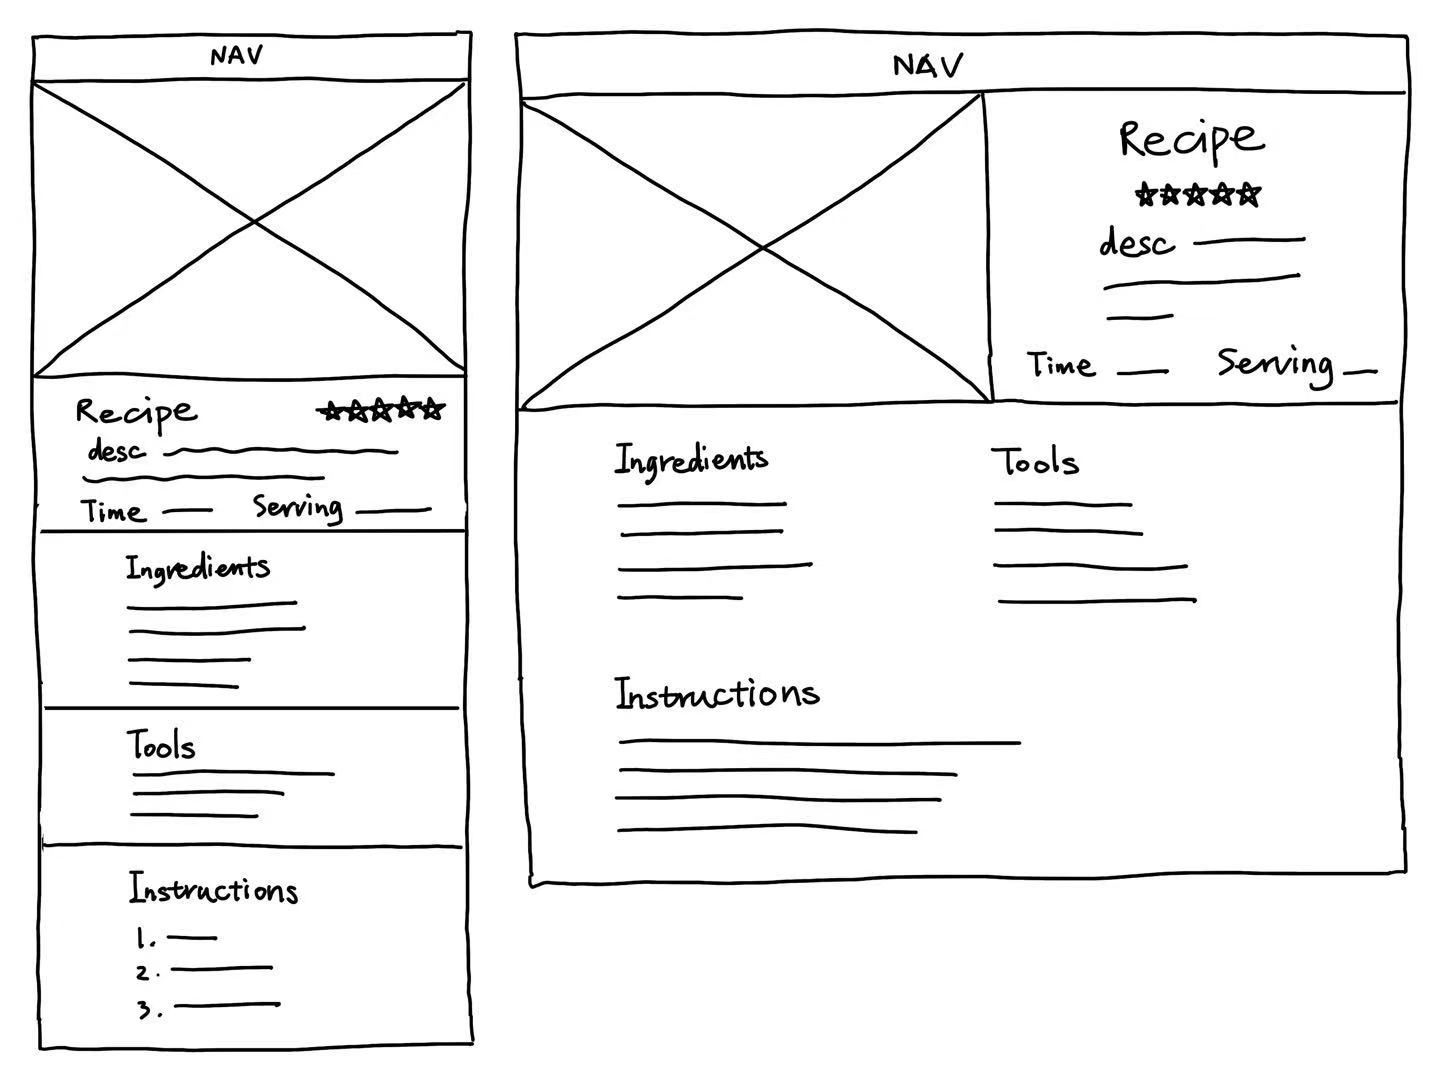 NAV
Recipe ★★★★★
desc
Time Serving
Ingredients
Tools
Instructions
1.
2.
3.
NAV
Recipe
★★★★★
desc
Time Serving
Ingredients Tools
Instructions